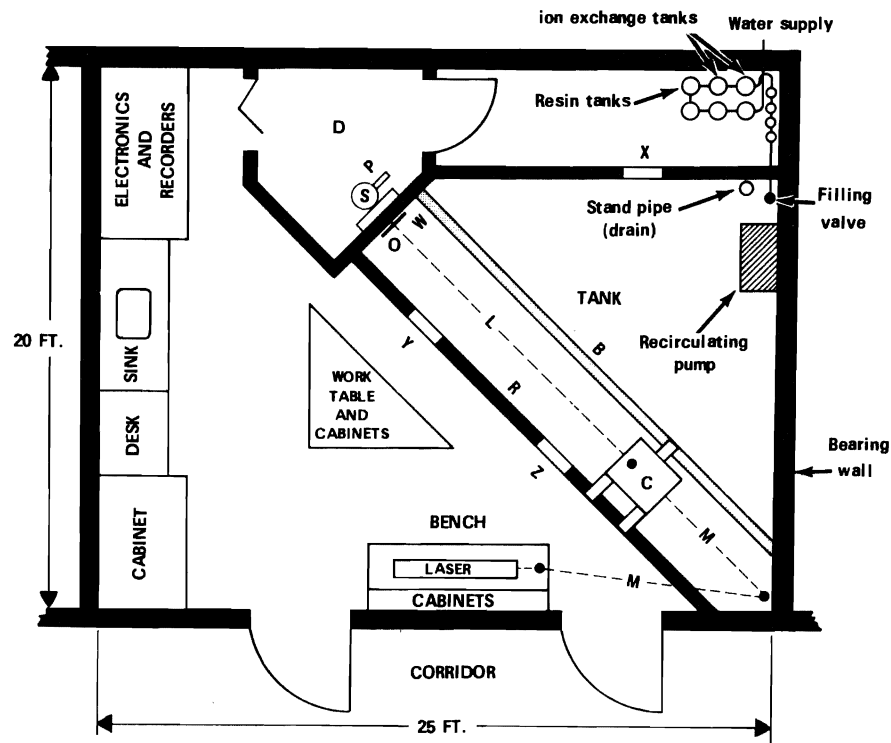 ion exchange tanks
Water supply
Resin tanks
ELECTRONICS
AND
RECORDERS
D
P
S
X
W
O
Stand pipe
(drain)
Filling
valve
TANK
L
B
Recirculating
pump
20 FT.
SINK
Y
R
WORK
TABLE
AND
CABINETS
DESK
Z
C
Bearing
wall
CABINET
BENCH
M
LASER
M
CABINETS
CORRIDOR
25 FT.